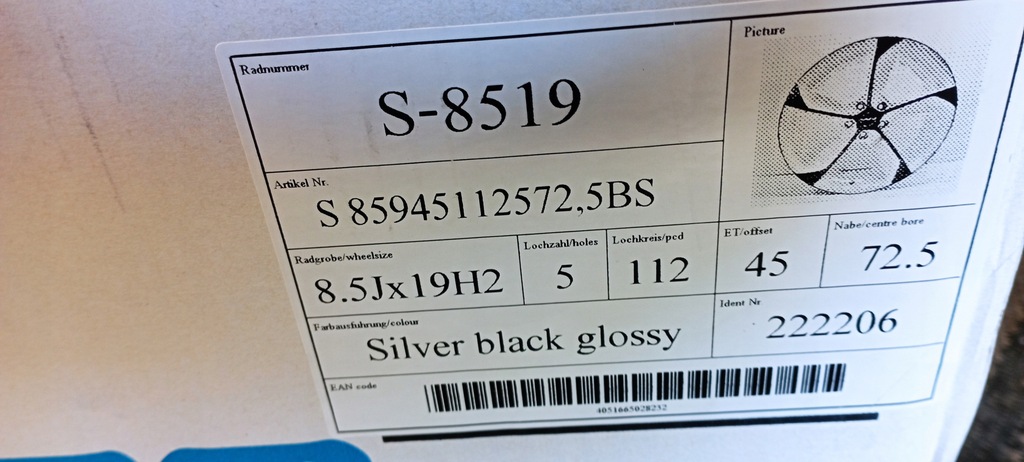 Radnummer
S-8519
Picture
Artikel Nr.
S 85945112572,5BS
Radgrobe/wheelsize
8.5Jx19H2
Lochzahl/holes
5
Lochkreis/pcd
112
ET/offset
45
Nabe/centre bore
72.5
Farbausfuhrung/colour
Silver black glossy
Ident Nr
222206
EAN code
4051665028232